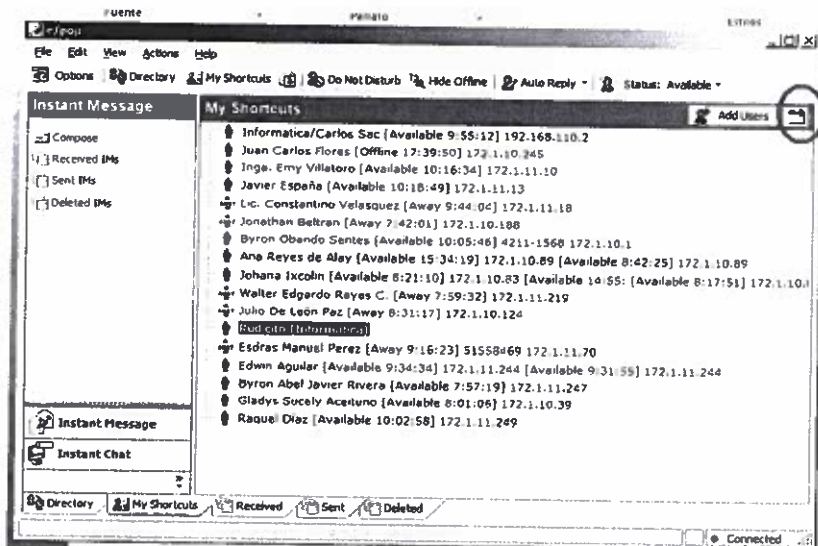 Fuente
e/pop
File Edit View Actions Help
Options Directory My Shortcuts Do Not Disturb Hide Offline Auto Reply Status: Available
Instant Message
My Shortcuts
Add Users
Compose
Received IMs
Sent IMs
Deleted IMs
Informatica/Carlos Sac [Available 9:55:12] 192.168.110.2
Juan Carlos Flores [Offline 17:39:50] 172.1.10.245
Inga. Emy Villatoro [Available 10:16:34] 172.1.11.10
Javier España [Available 10:18:49] 172.1.11.13
Lic. Constantino Velasquez [Away 9:44:04] 172.1.11.18
Jonathan Beltran [Away 7:42:01] 172.1.10.188
Byron Obando Sentes [Available 10:05:46] 4211-1568 172.1.10.1
Ana Reyes de Alay [Available 15:34:19] 172.1.10.89 [Available 8:42:25] 172.1.10.89
Johana Ixcolin [Available 8:21:10] 172.1.10.83 [Available 14:55: [Available 8:17:51] 172.1.10.
Walter Edgardo Reyes C. [Away 7:59:32] 172.1.11.219
Julio De León Paz [Away 8:31:17] 172.1.10.124
[Informatica]
Esdras Manuel Perez [Away 9:16:23] 51558469 172.1.11.70
Edwin Aguilar [Available 9:34:34] 172.1.11.244 [Available 9:31:55] 172.1.11.244
Byron Abel Javier Rivera [Available 7:57:19] 172.1.11.247
Gladys Sucely Aceituno [Available 8:01:06] 172.1.10.39
Raquel Diaz [Available 10:02:58] 172.1.11.249
Instant Message
Instant Chat
Directory My Shortcuts Received Sent Deleted
Connected